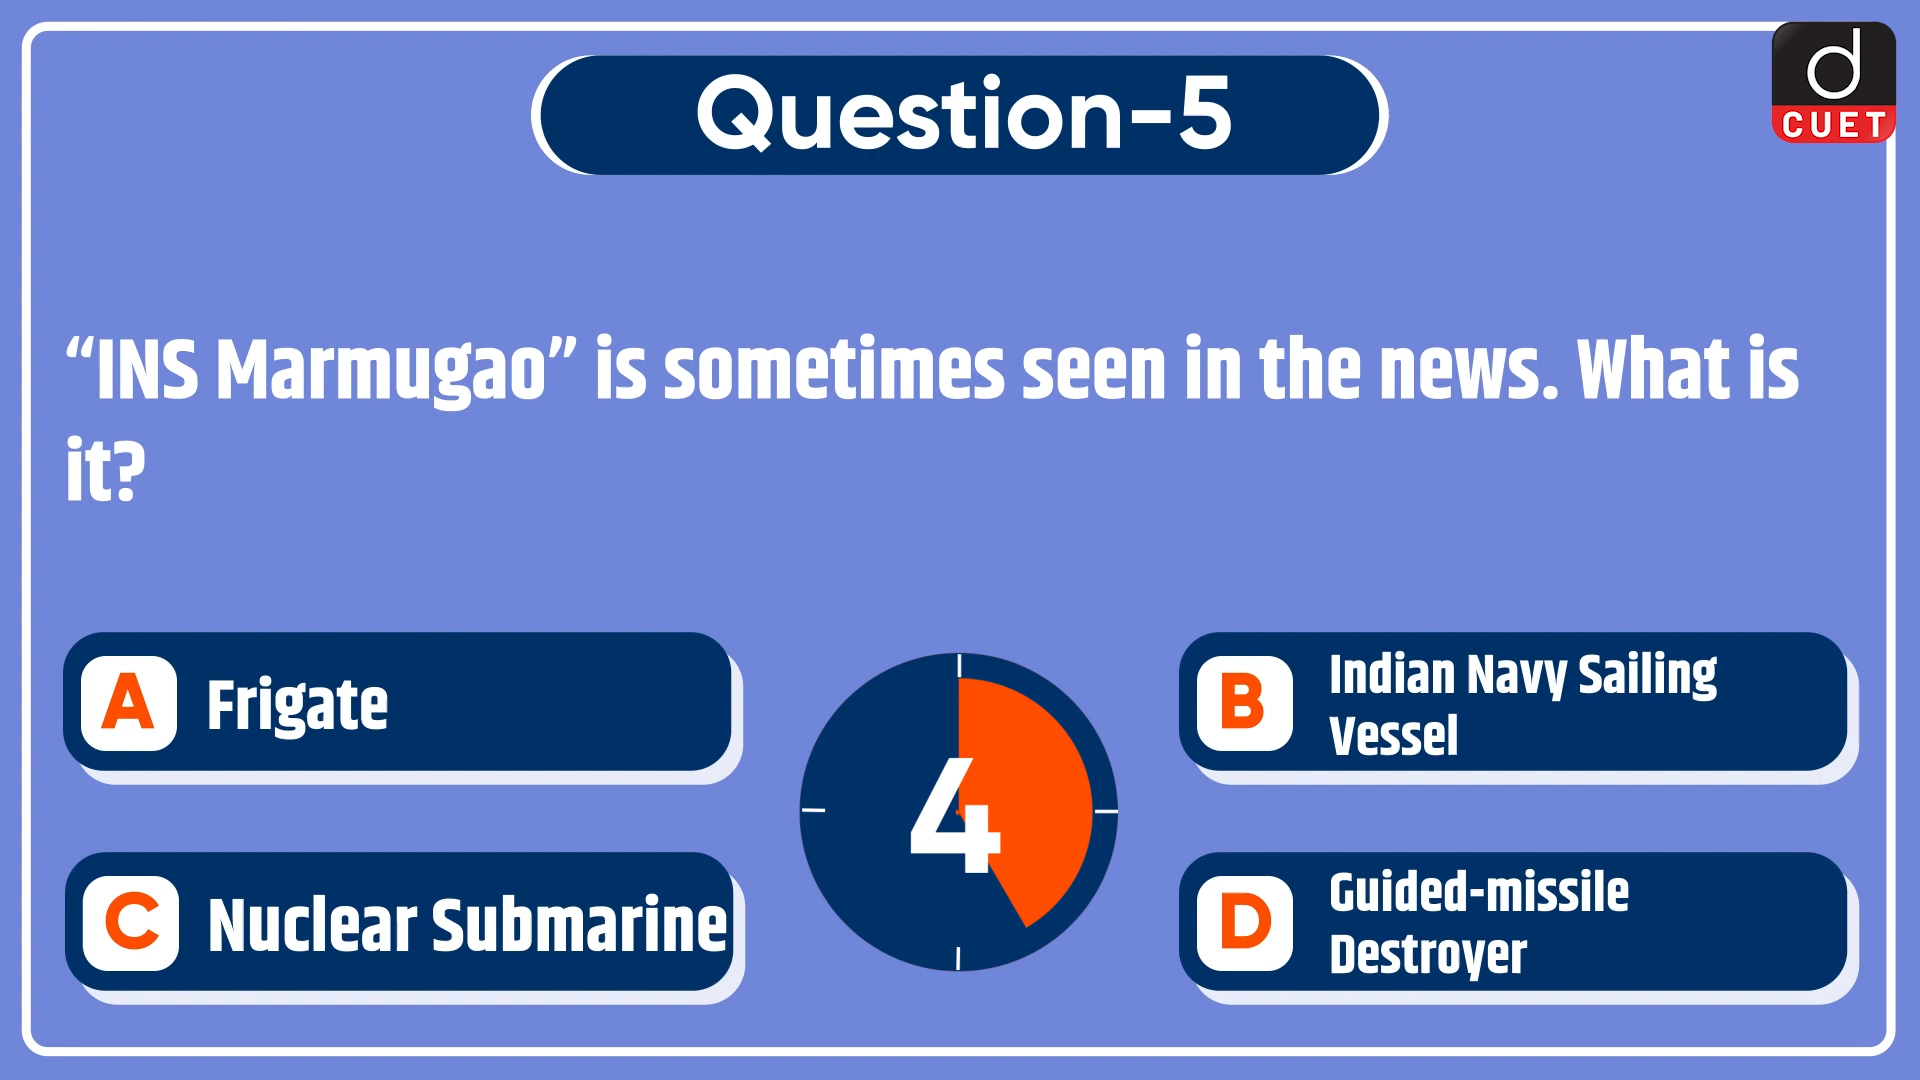 Question-5
d
CUET
“INS Marmugao” is sometimes seen in the news. What is
it?
A Frigate
B Indian Navy Sailing
Vessel
4
C Nuclear Submarine
D Guided-missile
Destroyer